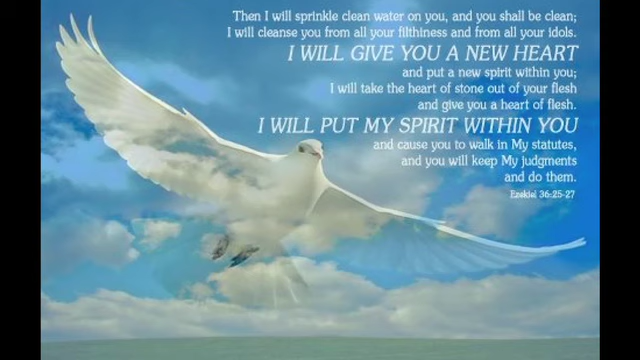 Then I will sprinkle clean water on you, and you shall be clean;
I will cleanse you from all your filthiness and from all your idols.
I WILL GIVE YOU A NEW HEART
and put a new spirit within you;
I will take the heart of stone out of your flesh
and give you a heart of flesh.
I WILL PUT MY SPIRIT WITHIN YOU
and cause you to walk in My statutes,
and you will keep My judgments
and do them.
Ezekiel 36:25-27